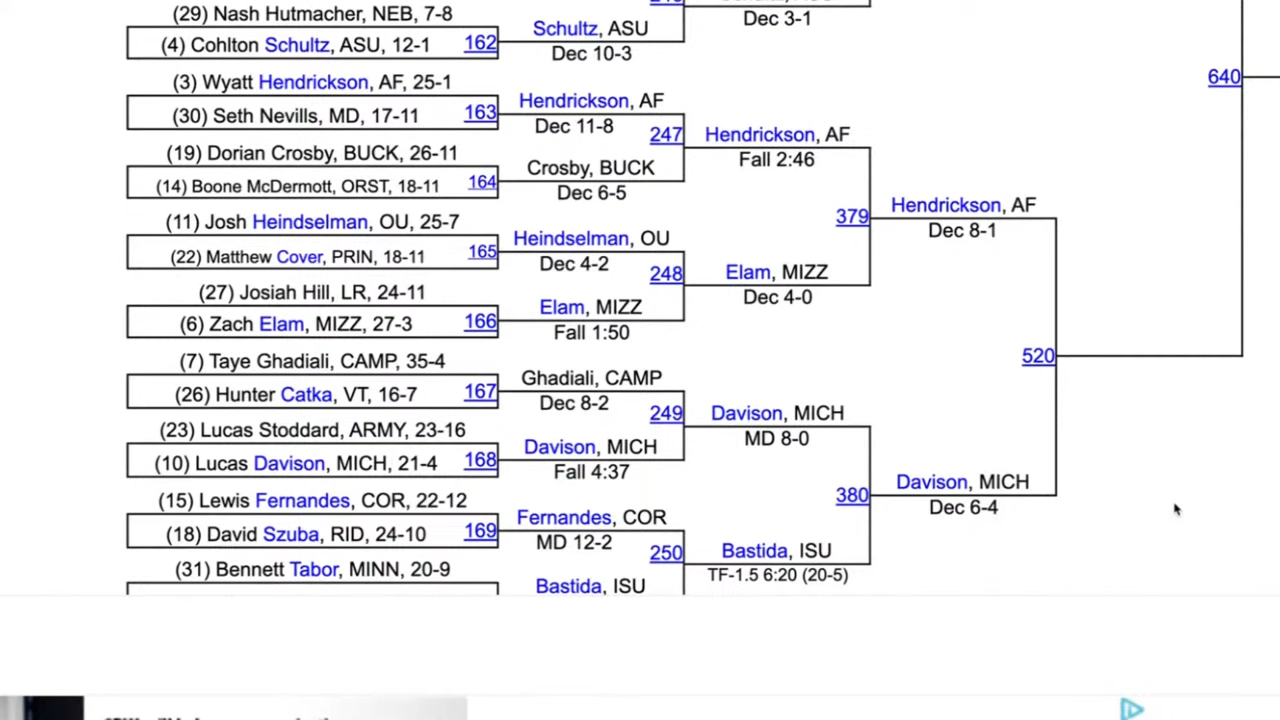 (29) Nash Hutmacher, NEB, 7-8
Dec 3-1
Schultz, ASU
(4) Cohlton Schultz, ASU, 12-1 162
Dec 10-3
(3) Wyatt Hendrickson, AF, 25-1
640
Hendrickson, AF
(30) Seth Nevills, MD, 17-11 163
Dec 11-8
247
Hendrickson, AF
(19) Dorian Crosby, BUCK, 26-11
Fall 2:46
Crosby, BUCK
(14) Boone McDermott, ORST, 18-11 164
Dec 6-5
Hendrickson, AF
379
(11) Josh Heindselman, OU, 25-7
Dec 8-1
Heindselman, OU
(22) Matthew Cover, PRIN, 18-11 165
Dec 4-2
248
Elam, MIZZ
(27) Josiah Hill, LR, 24-11
Dec 4-0
Elam, MIZZ
(6) Zach Elam, MIZZ, 27-3 166
Fall 1:50
520
(7) Taye Ghadiali, CAMP, 35-4
Ghadiali, CAMP
(26) Hunter Catka, VT, 16-7 167
Dec 8-2
249
Davison, MICH
(23) Lucas Stoddard, ARMY, 23-16
MD 8-0
Davison, MICH
(10) Lucas Davison, MICH, 21-4 168
Fall 4:37
Davison, MICH
380
(15) Lewis Fernandes, COR, 22-12
Dec 6-4
Fernandes, COR
(18) David Szuba, RID, 24-10 169
MD 12-2
250
Bastida, ISU
(31) Bennett Tabor, MINN, 20-9
TF-1.5 6:20 (20-5)
Bastida, ISU